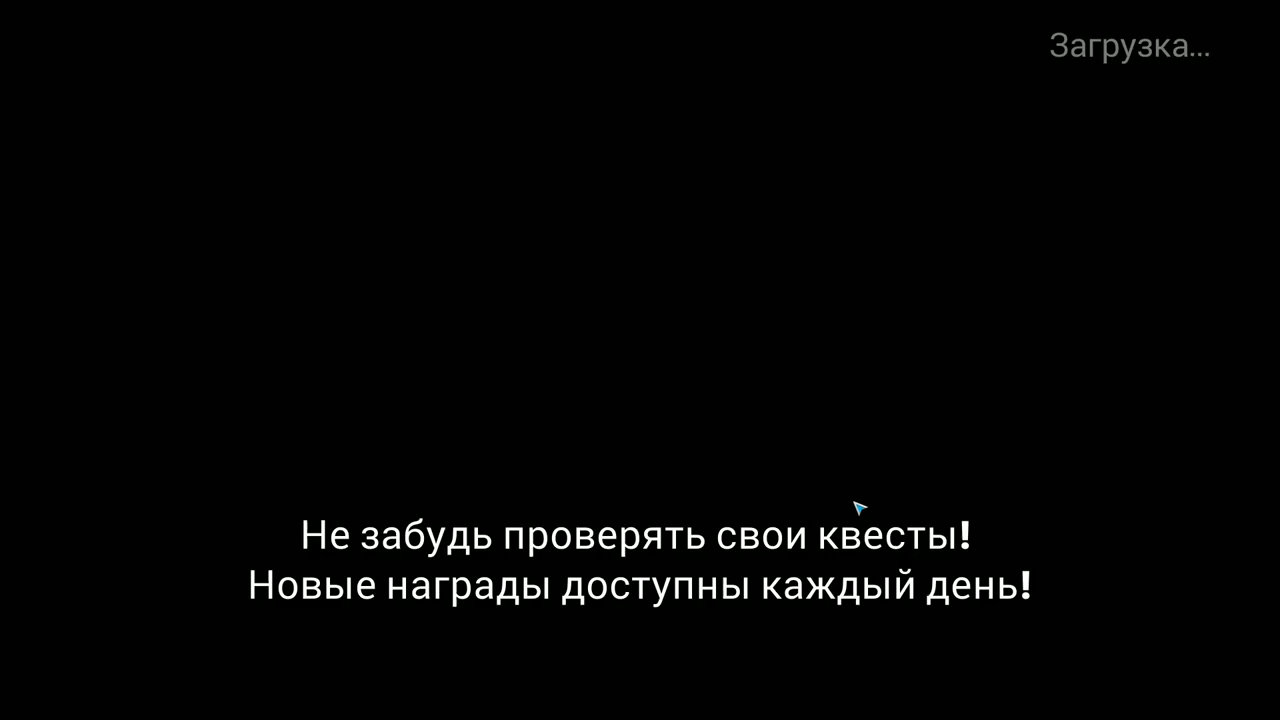 Загрузка...
Не забудь проверять свои квесты!
Новые награды доступны каждый день!